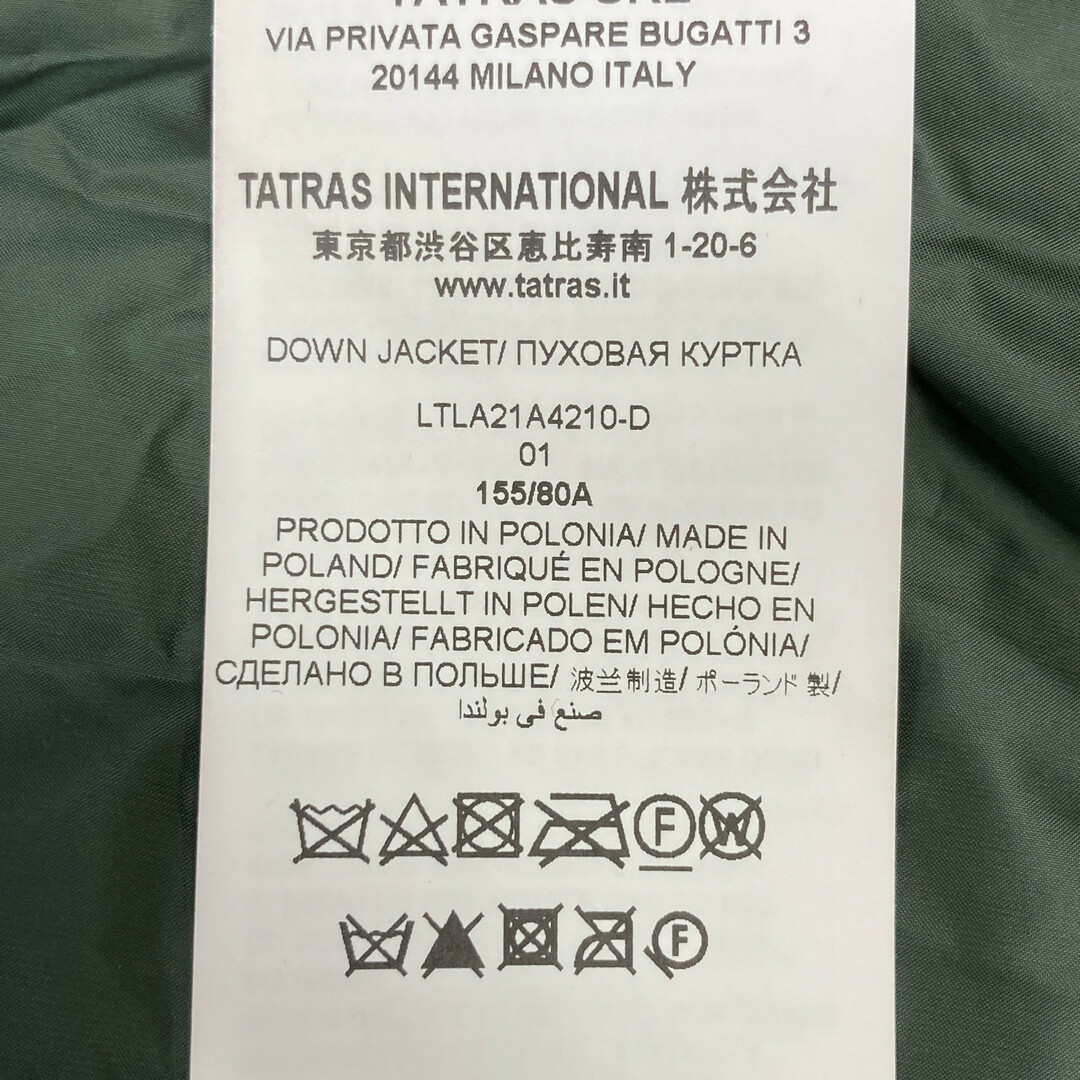 TATRAS SRL
VIA PRIVATA GASPARE BUGATTI 3
20144 MILANO ITALY
TATRAS INTERNATIONAL 株式会社
東京都渋谷区恵比寿南 1-20-6
www.tatras.it
DOWN JACKET/ ПУХОВАЯ КУРТКА
LTLA21A4210-D
01
155/80A
PRODOTTO IN POLONIA/ MADE IN
POLAND/ FABRIQUÉ EN POLOGNE/
HERGESTELLT IN POLEN/ HECHO EN
POLONIA/ FABRICADO EM POLÓNIA/
СДЕЛАНО В ПОЛЬШЕ/ 波兰制造/ ポーランド製/
صنع في بولندا
F W
F